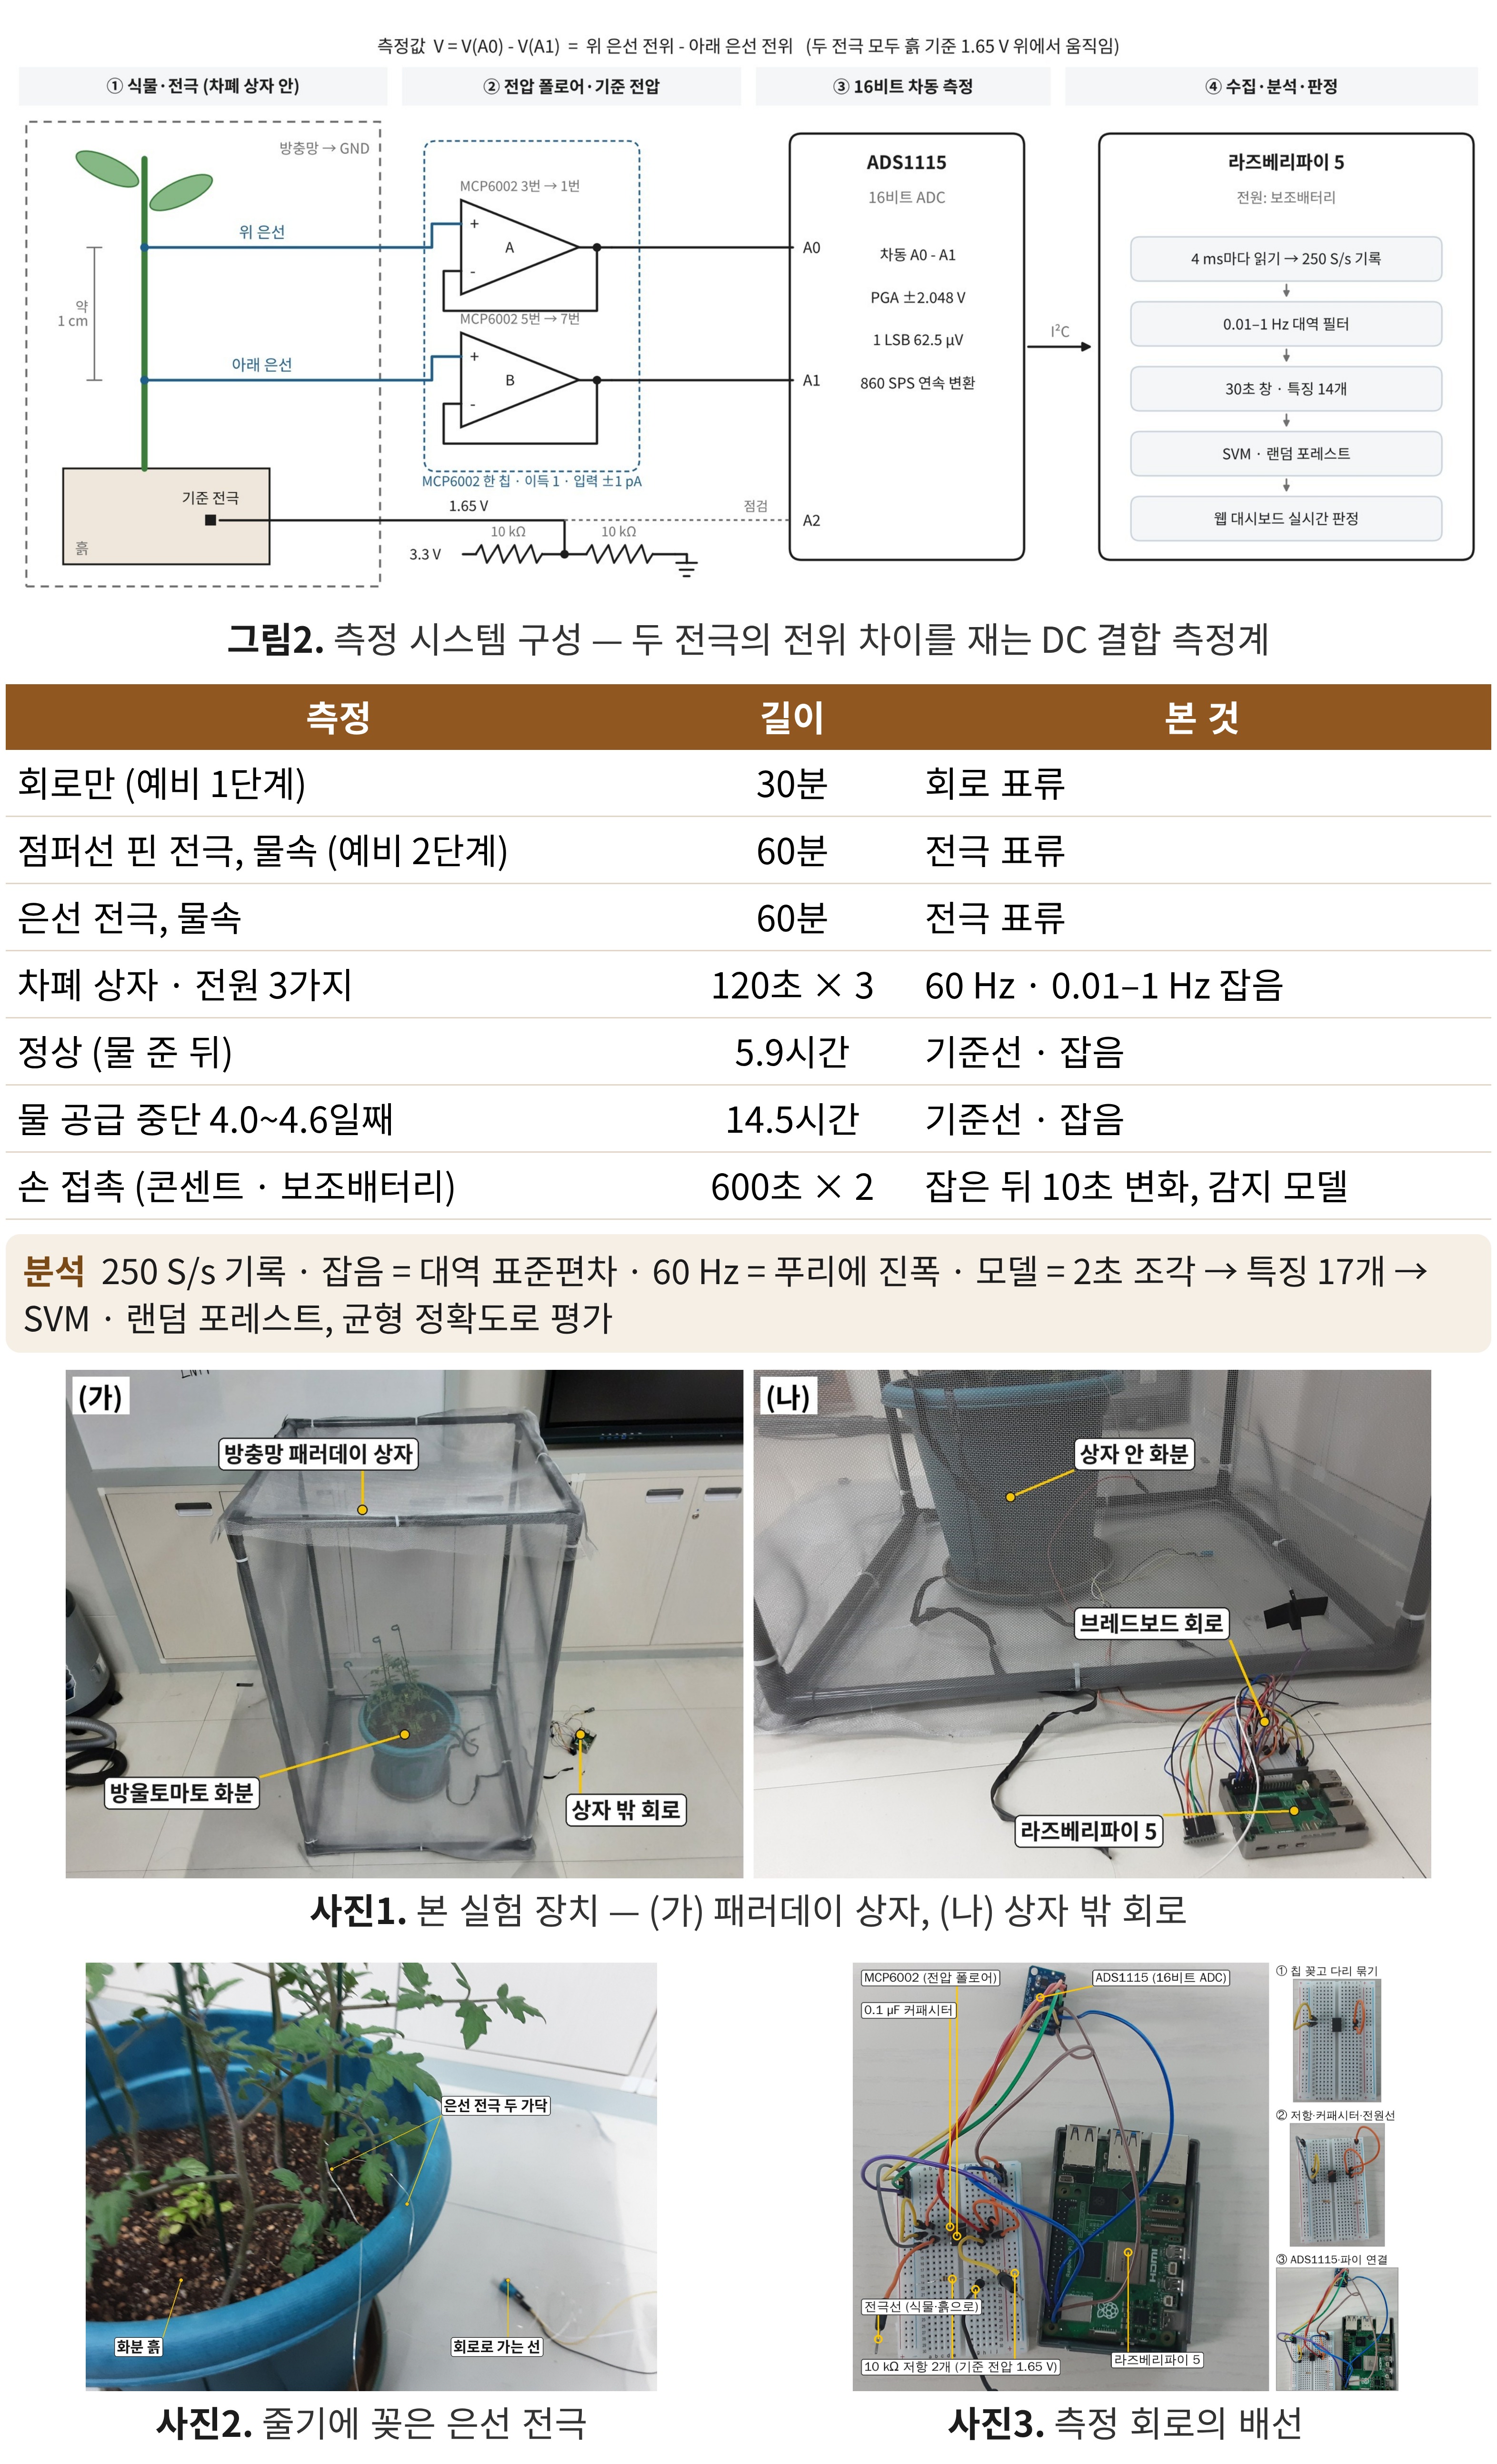 측정값 V = V(A0) - V(A1) = 위 은선 전위 - 아래 은선 전위 (두 전극 모두 흙 기준 1.65 V 위에서 움직임)
① 식물·전극 (차폐 상자 안)
② 전압 폴로어·기준 전압
③ 16비트 차동 측정
④ 수집·분석·판정
방충망 → GND
위 은선
약
1 cm
아래 은선
기준 전극
흙
MCP6002 3번 → 1번
+
A
-
MCP6002 5번 → 7번
+
B
-
MCP6002 한 칩 · 이득 1 · 입력 ±1 pA
1.65 V
점검
10 kΩ
10 kΩ
3.3 V
ADS1115
16비트 ADC
A0
차동 A0 - A1
PGA ±2.048 V
1 LSB 62.5 µV
A1
860 SPS 연속 변환
A2
I²C
라즈베리파이 5
전원: 보조배터리
4 ms마다 읽기 → 250 S/s 기록
0.01–1 Hz 대역 필터
30초 창 · 특징 14개
SVM · 랜덤 포레스트
웹 대시보드 실시간 판정
그림2. 측정 시스템 구성 — 두 전극의 전위 차이를 재는 DC 결합 측정계
측정 길이 본 것
회로만 (예비 1단계) 30분 회로 표류
점퍼선 핀 전극, 물속 (예비 2단계) 60분 전극 표류
은선 전극, 물속 60분 전극 표류
차폐 상자 · 전원 3가지 120초 × 3 60 Hz · 0.01–1 Hz 잡음
정상 (물 준 뒤) 5.9시간 기준선 · 잡음
물 공급 중단 4.0~4.6일째 14.5시간 기준선 · 잡음
손 접촉 (콘센트 · 보조배터리) 600초 × 2 잡은 뒤 10초 변화, 감지 모델
분석 250 S/s 기록 · 잡음 = 대역 표준편차 · 60 Hz = 푸리에 진폭 · 모델 = 2초 조각 → 특징 17개 →
SVM · 랜덤 포레스트, 균형 정확도로 평가
(가)
방충망 패러데이 상자
방울토마토 화분
상자 밖 회로
(나)
상자 안 화분
브레드보드 회로
라즈베리파이 5
사진1. 본 실험 장치 — (가) 패러데이 상자, (나) 상자 밖 회로
은선 전극 두 가닥
화분 흙
회로로 가는 선
사진2. 줄기에 꽂은 은선 전극
MCP6002 (전압 폴로어)
ADS1115 (16비트 ADC)
0.1 µF 커패시터
전극선 (식물·흙으로)
10 kΩ 저항 2개 (기준 전압 1.65 V)
라즈베리파이 5
HDMI
① 칩 꽂고 다리 묶기
② 저항·커패시터·전원선
③ ADS1115·파이 연결
사진3. 측정 회로의 배선